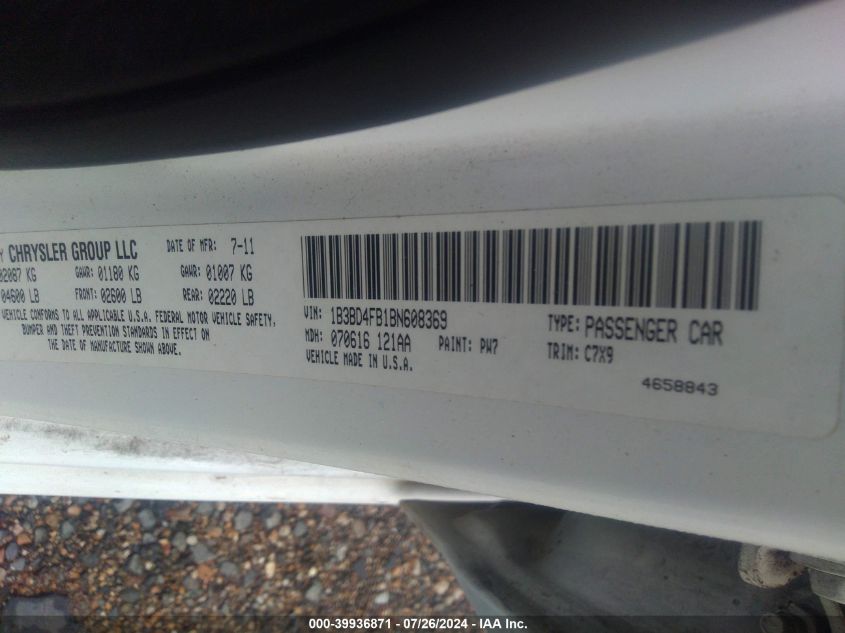 CHRYSLER GROUP LLC DATE OF MFR: 7-11
02087 KG GAWR: 01180 KG GAWR: 01007 KG
04600 LB FRONT: 02600 LB REAR: 02220 LB
VEHICLE CONFORMS TO ALL APPLICABLE U.S.A. FEDERAL MOTOR VEHICLE SAFETY,
BUMPER AND THEFT PREVENTION STANDARDS IN EFFECT ON
THE DATE OF MANUFACTURE SHOWN ABOVE.
VIN: 1B3BD4FB1BN608369 TYPE: PASSENGER CAR
MDH: 070616 121AA PAINT: PW7 TRIM: C7X9
VEHICLE MADE IN U.S.A.
4658843
000-39936871 - 07/26/2024 - IAA Inc.